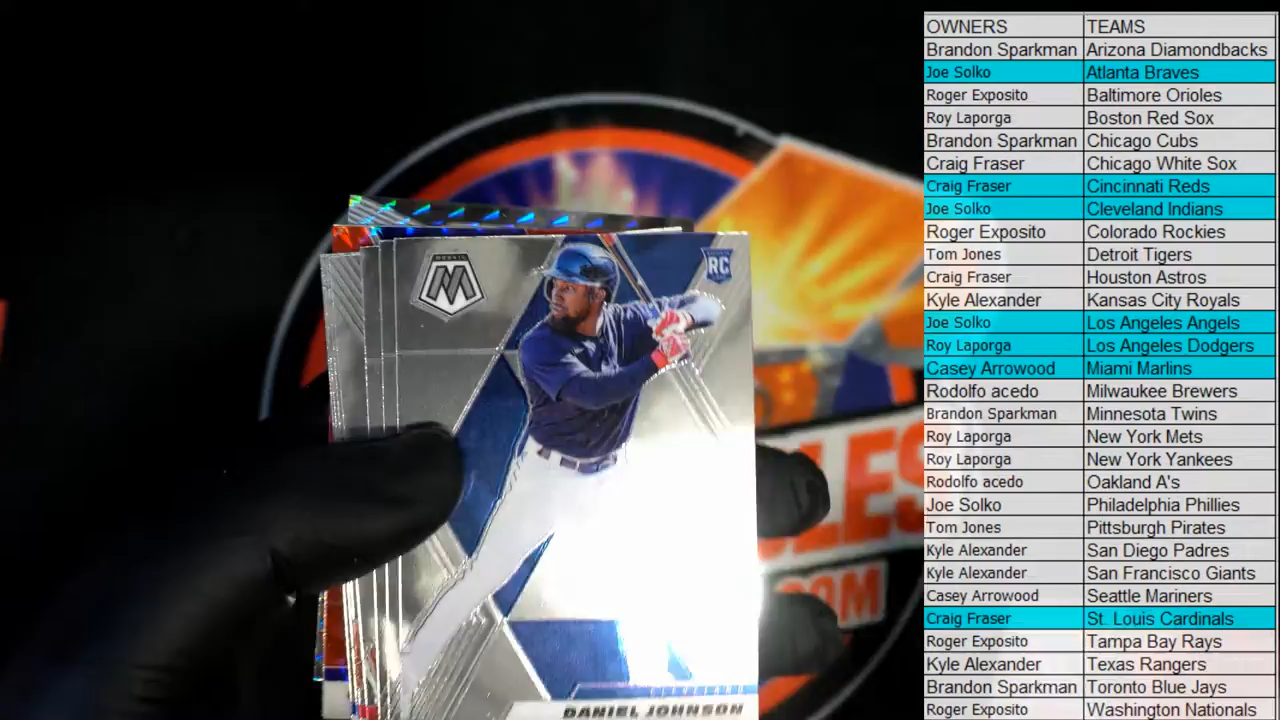 OWNERS TEAMS
Brandon Sparkman Arizona Diamondbacks
Joe Solko Atlanta Braves
Roger Exposito Baltimore Orioles
Roy Laporga Boston Red Sox
Brandon Sparkman Chicago Cubs
Craig Fraser Chicago White Sox
Craig Fraser Cincinnati Reds
Joe Solko Cleveland Indians
Roger Exposito Colorado Rockies
Tom Jones Detroit Tigers
Craig Fraser Houston Astros
Kyle Alexander Kansas City Royals
Joe Solko Los Angeles Angels
Roy Laporga Los Angeles Dodgers
Casey Arrowood Miami Marlins
Rodolfo acedo Milwaukee Brewers
Brandon Sparkman Minnesota Twins
Roy Laporga New York Mets
Roy Laporga New York Yankees
Rodolfo acedo Oakland A's
Joe Solko Philadelphia Phillies
Tom Jones Pittsburgh Pirates
Kyle Alexander San Diego Padres
Kyle Alexander San Francisco Giants
Casey Arrowood Seattle Mariners
Craig Fraser St. Louis Cardinals
Roger Exposito Tampa Bay Rays
Kyle Alexander Texas Rangers
Brandon Sparkman Toronto Blue Jays
Roger Exposito Washington Nationals
MOSAIC
M
RC
DANIEL JOHNSON